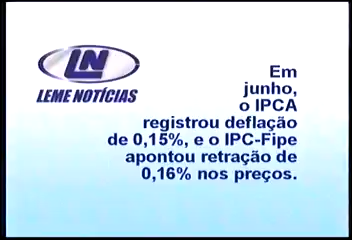 LN
LEME NOTÍCIAS
Em
junho,
o IPCA
registrou deflação
de 0,15%, e o IPC-Fipe
apontou retração de
0,16% nos preços.